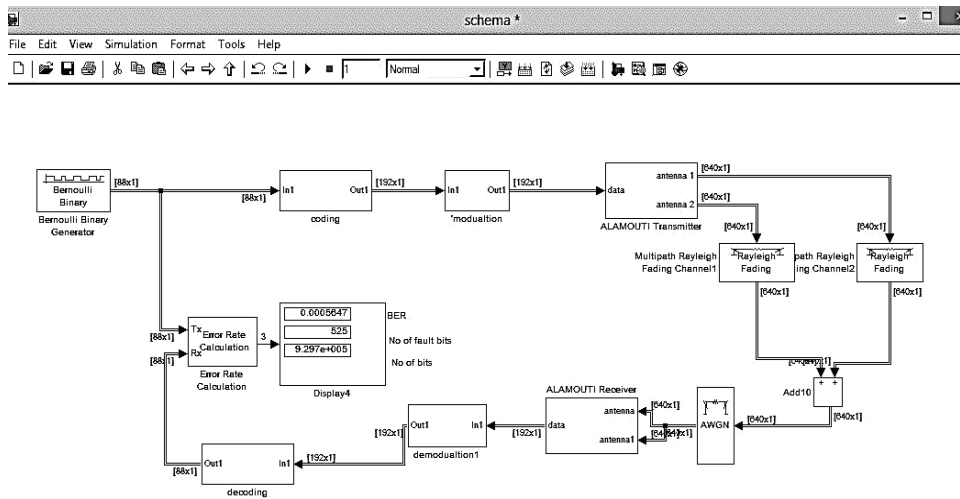 schema *
File Edit View Simulation Format Tools Help
1 Normal
Bernoulli
Binary
Bernoulli Binary
Generator
[88x1]
[88x1]
In1 Out1
coding
[192x1]
In1 Out1
'modualtion
[192x1]
data
antenna 1
antenna 2
ALAMOUTI Transmitter
[640x1]
[640x1]
[640x1]
[640x1]
Multipath Rayleigh
Fading Channel1
Rayleigh
Fading
path Rayleigh
ing Channel2
Rayleigh
Fading
[640x1]
[640x1]
Tx
Rx
Error Rate
Calculation
Error Rate
Calculation
[88x1]
[88x1]
3
0.0005647
525
9.297e+005
BER
No of fault bits
No of bits
Display4
+ +
Add10
[640x1]
[640x1]
AWGN
[640x1]
ALAMOUTI Receiver
antenna
antenna1
data
[192x1]
Out1 In1
demodualtion1
[192x1]
[192x1]
Out1 In1
decoding
[88x1]